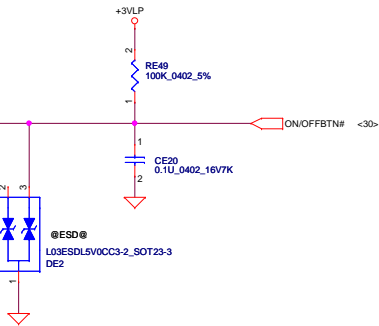 +3VLP
2
RE49
100K_0402_5%
1
ON/OFFBTN# <30>
1
CE20
0.1U_0402_16V7K
2
2
3
@ESD@
L03ESDL5V0CC3-2_SOT23-3
DE2
1